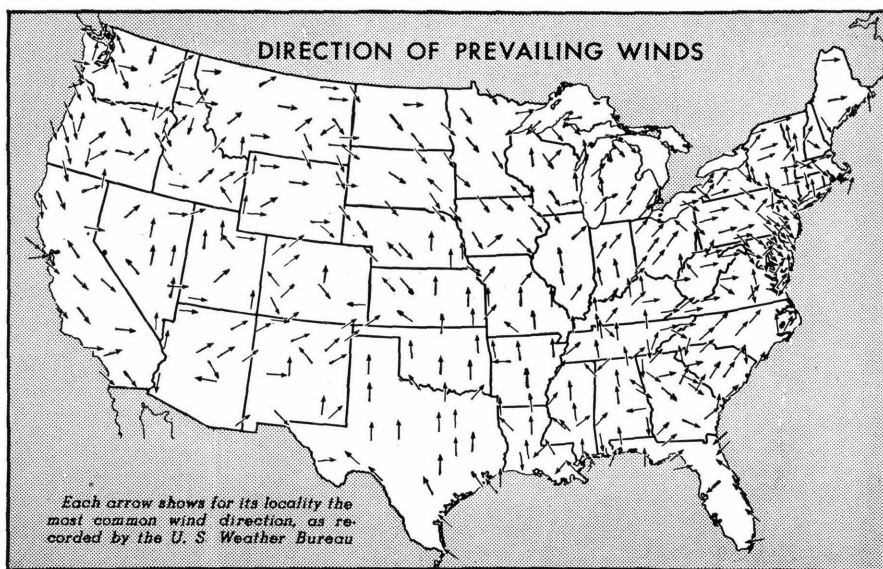 DIRECTION OF PREVAILING WINDS
Each arrow shows for its locality the
most common wind direction, as re-
corded by the U. S Weather Bureau